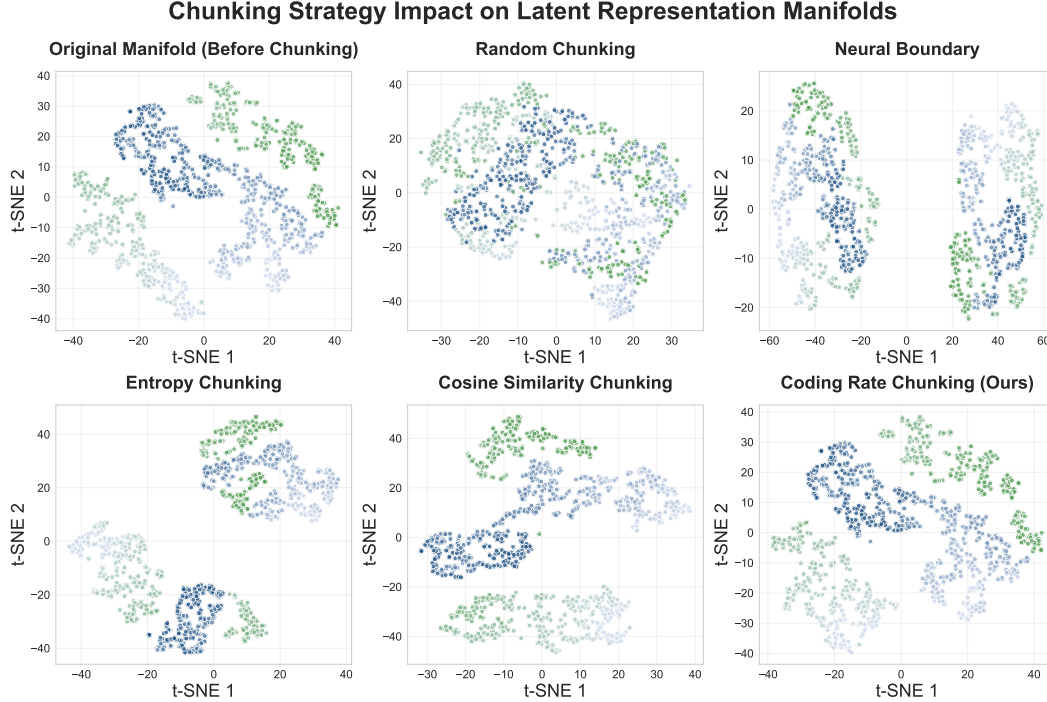 Chunking Strategy Impact on Latent Representation Manifolds
Original Manifold (Before Chunking)
40
30
20
10
0
−10
−20
−30
−40
t-SNE 2
−40 −20 0 20 40
t-SNE 1
Random Chunking
40
20
0
−20
−40
t-SNE 2
−30 −20 −10 0 10 20 30
t-SNE 1
Neural Boundary
20
10
0
−10
−20
t-SNE 2
−60 −40 −20 0 20 40 60
t-SNE 1
Entropy Chunking
40
20
0
−20
−40
t-SNE 2
−40 −20 0 20 40
t-SNE 1
Cosine Similarity Chunking
40
20
0
−20
−40
t-SNE 2
−30 −20 −10 0 10 20 30 40
t-SNE 1
Coding Rate Chunking (Ours)
40
30
20
10
0
−10
−20
−30
−40
t-SNE 2
−40 −20 0 20 40
t-SNE 1